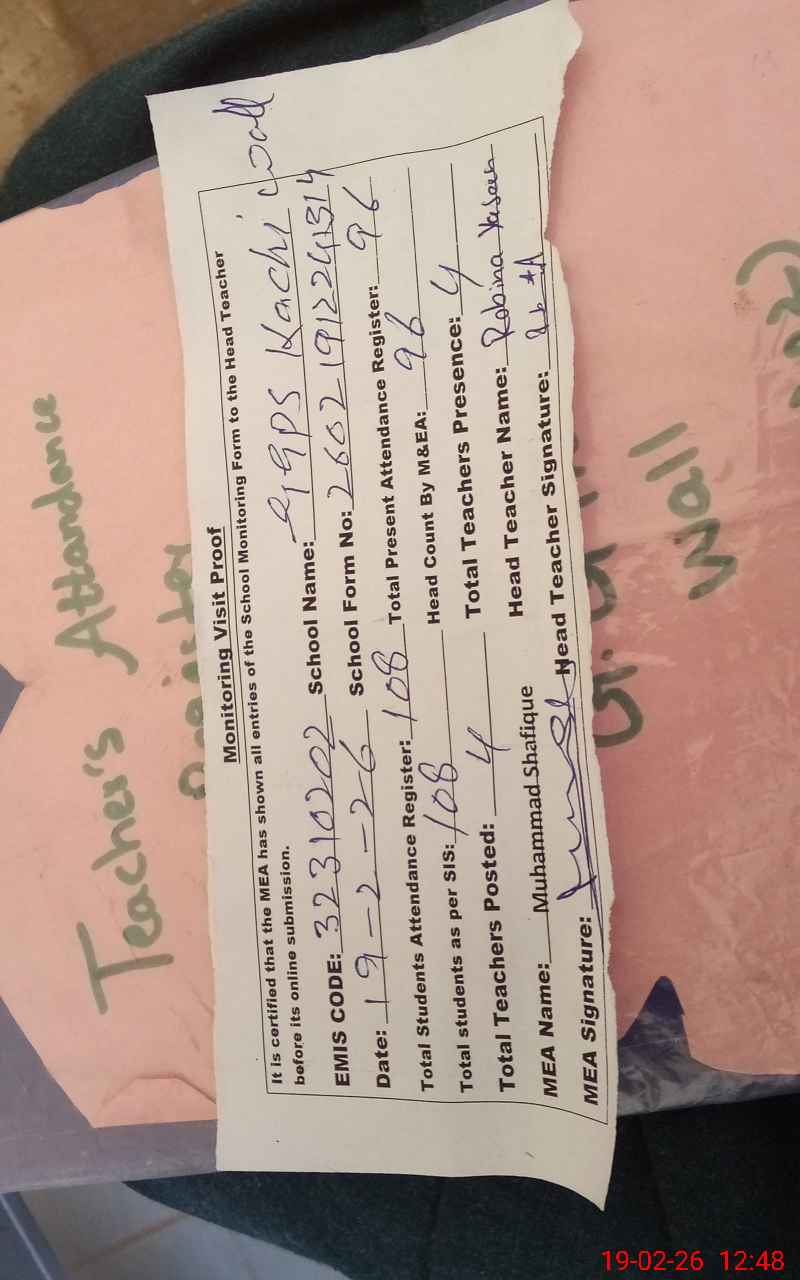 Teacher's Attendance
Register
Monitoring Visit Proof
It is certified that the MEA has shown all entries of the School Monitoring Form to the Head Teacher
before its online submission.
EMIS CODE: 32310202 School Name: GGPS Kachi Wall
Date: 19-2-26 School Form No: 26021912241314
Total Students Attendance Register: 108 Total Present Attendance Register: 96
Total students as per SIS: 108 Head Count By M&EA: 96
Total Teachers Posted: 4 Total Teachers Presence: 4
MEA Name: Muhammad Shafique Head Teacher Name: Robina Yaseen
MEA Signature: Head Teacher Signature:
Wall
19-02-26 12:48